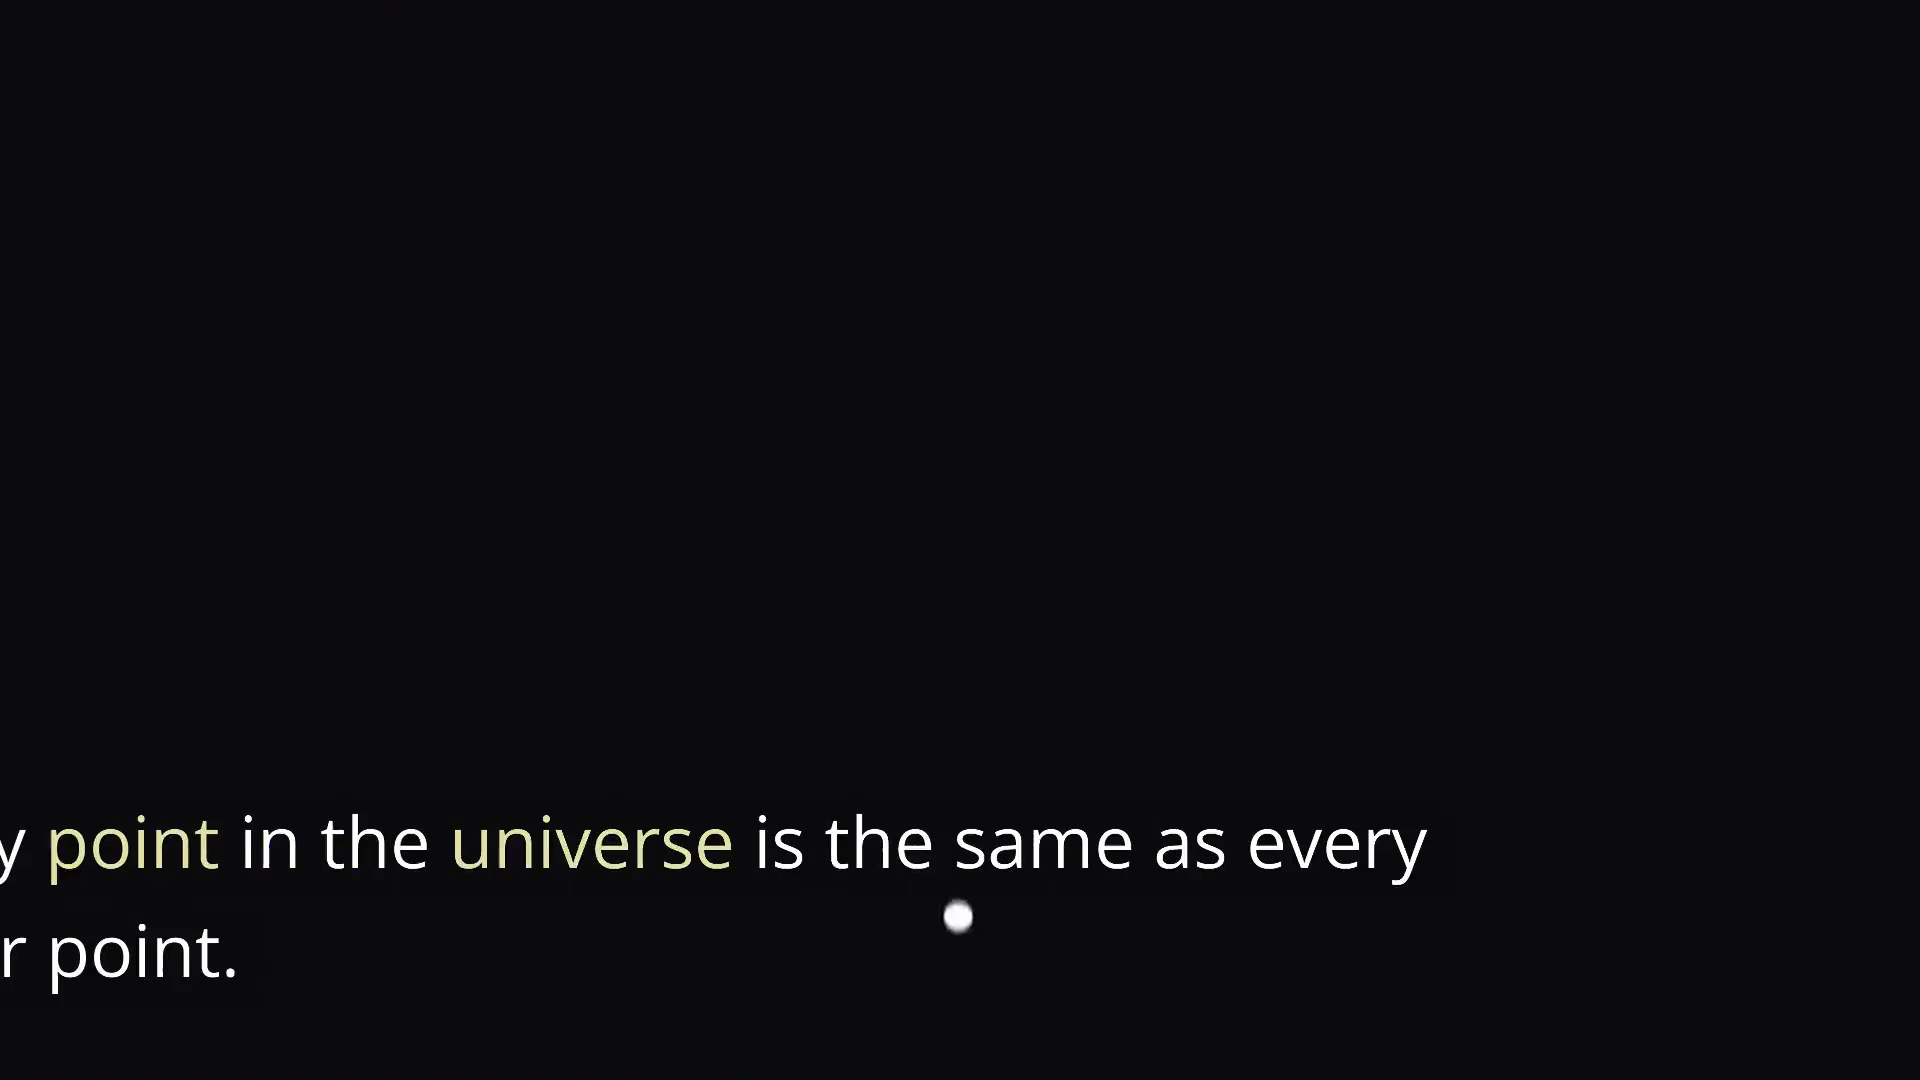 y point in the universe is the same as every
r point.